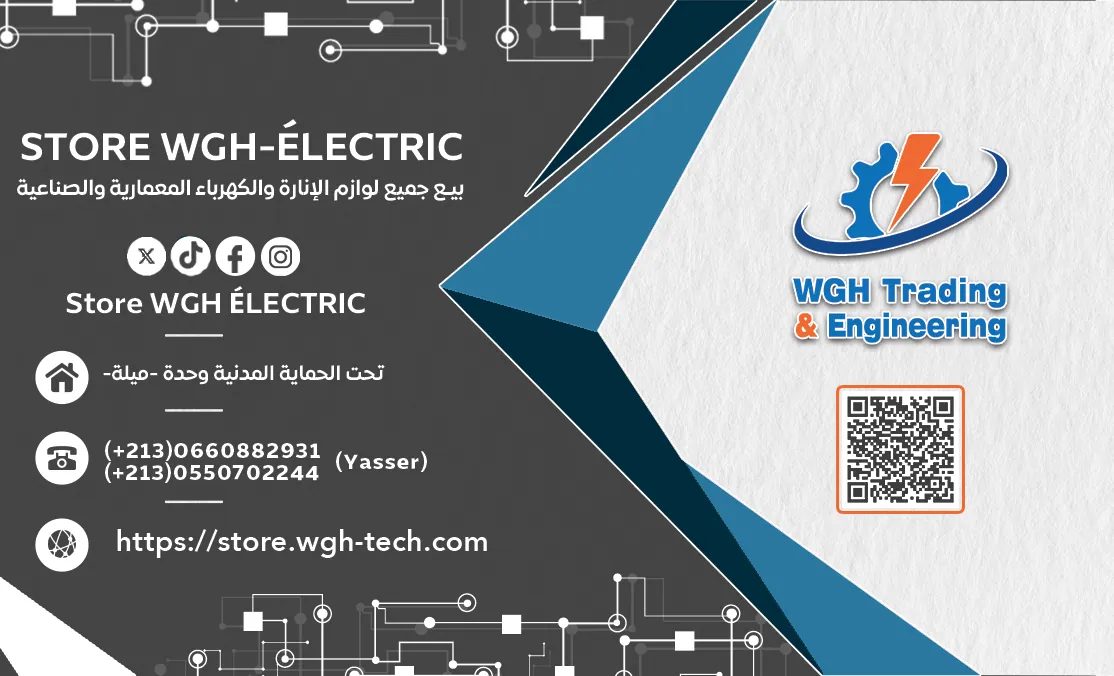 STORE WGH-ÉLECTRIC
بيع جميع لوازم الإنارة والكهرباء المعمارية والصناعية
Store WGH ÉLECTRIC
تحت الحماية المدنية وحدة -ميلة-
(+213)0660882931
(+213)0550702244
(Yasser)
https://store.wgh-tech.com
WGH Trading
& Engineering